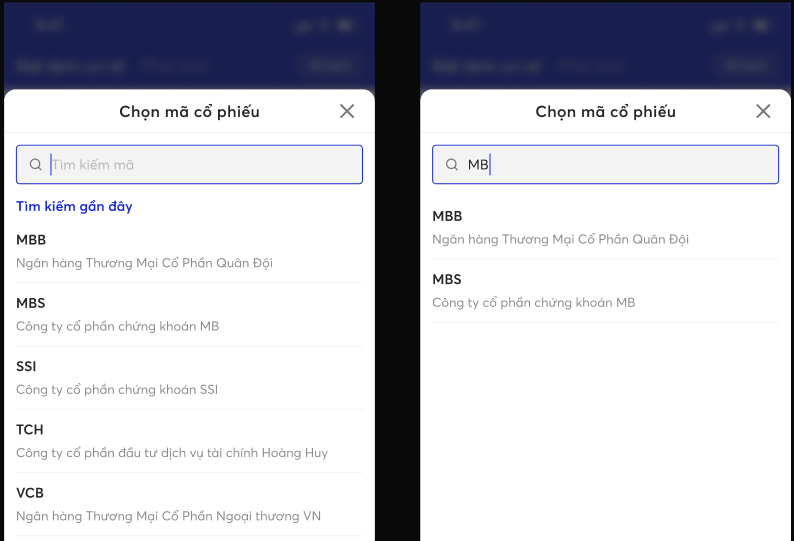 Chọn mã cổ phiếu
Tìm kiếm mã
Tìm kiếm gần đây
MBB
Ngân hàng Thương Mại Cổ Phần Quân Đội
MBS
Công ty cổ phần chứng khoán MB
SSI
Công ty cổ phần chứng khoán SSI
TCH
Công ty cổ phần đầu tư dịch vụ tài chính Hoàng Huy
VCB
Ngân hàng Thương Mại Cổ Phần Ngoại thương VN
Chọn mã cổ phiếu
MB
MBB
Ngân hàng Thương Mại Cổ Phần Quân Đội
MBS
Công ty cổ phần chứng khoán MB